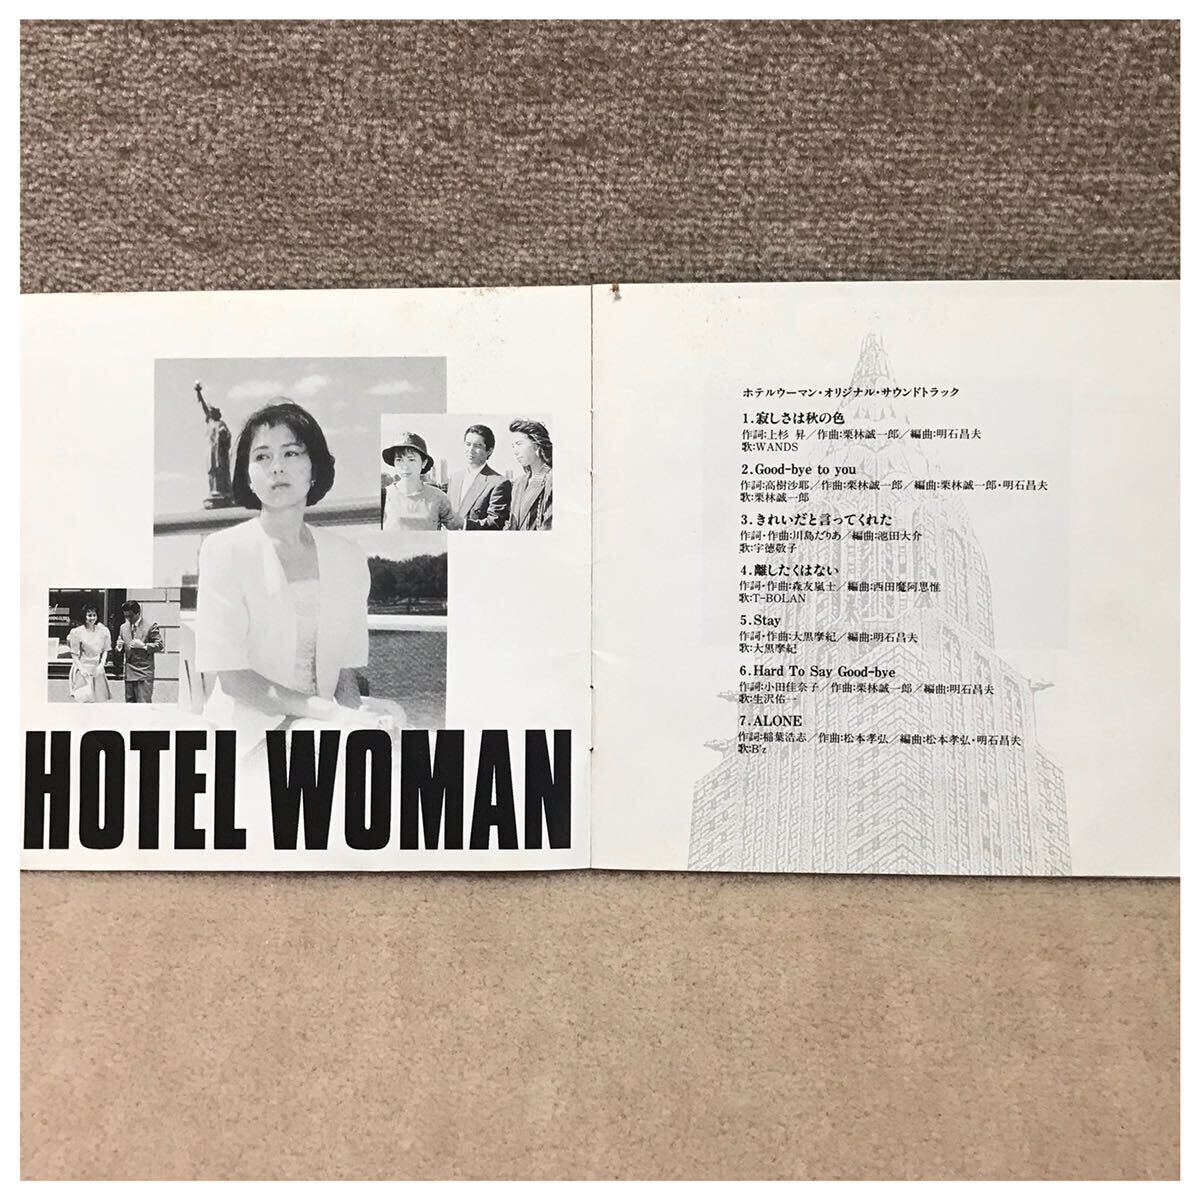 HOTEL WOMAN
ホテルウーマン・オリジナル・サウンドトラック
1.寂しさは秋の色
作詞:上杉 昇／作曲:栗林誠一郎／編曲:明石昌夫
歌:WANDS
2.Good-bye to you
作詞:高樹沙耶／作曲:栗林誠一郎／編曲:栗林誠一郎・明石昌夫
歌:栗林誠一郎
3.きれいだと言ってくれた
作詞・作曲:川島だりあ／編曲:池田大介
歌:宇徳敬子
4.離したくはない
作詞・作曲:森友嵐士／編曲:西田魔阿思惟
歌:T-BOLAN
5.Stay
作詞・作曲:大黒摩紀／編曲:明石昌夫
歌:大黒摩紀
6.Hard To Say Good-bye
作詞:小田佳奈子／作曲:栗林誠一郎／編曲:明石昌夫
歌:生沢佑一
7.ALONE
作詞:稲葉浩志／作曲:松本孝弘／編曲:松本孝弘・明石昌夫
歌:B'z